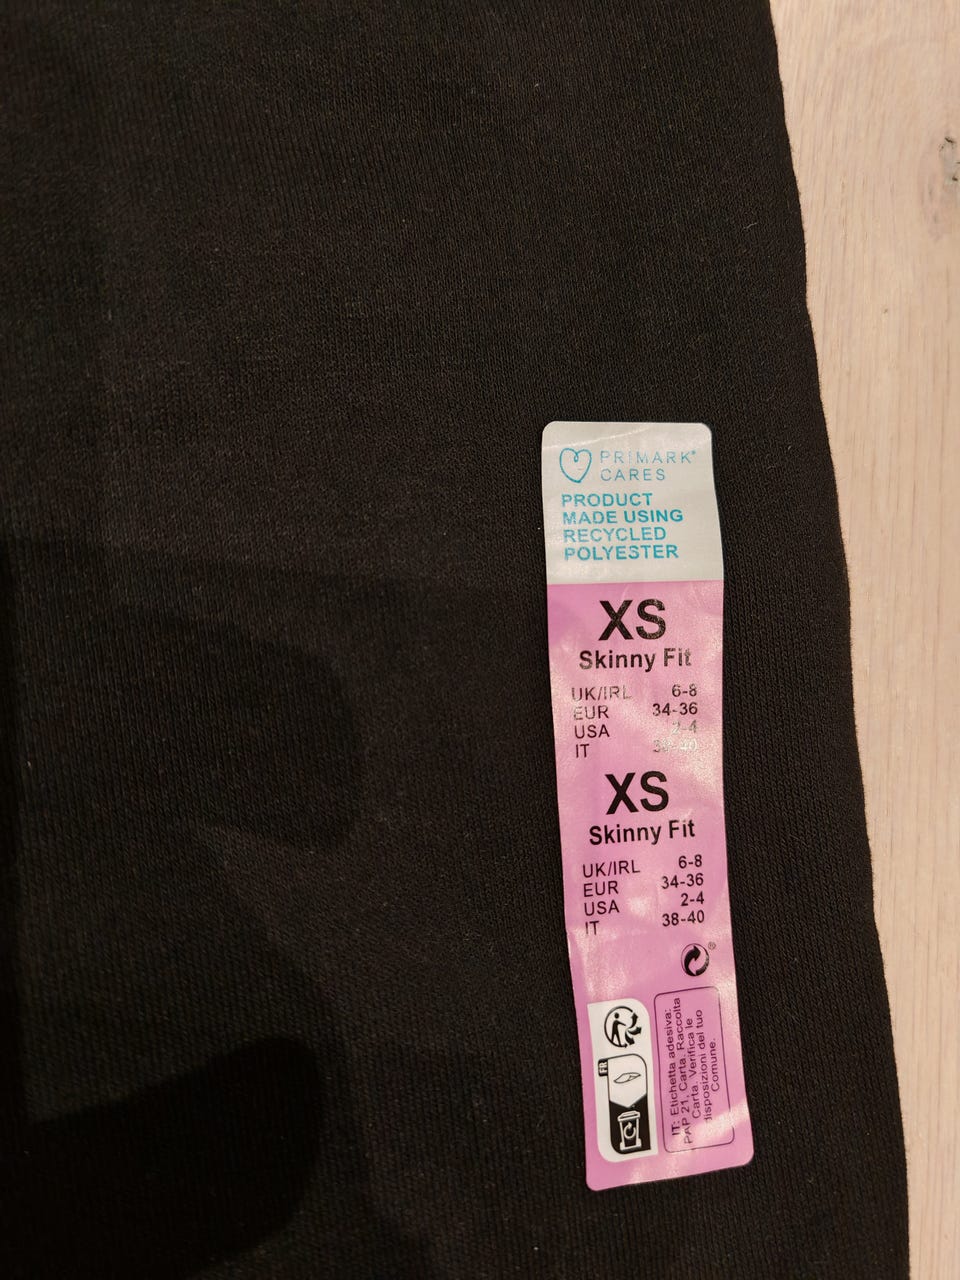 PRIMARK®
CARES
PRODUCT
MADE USING
RECYCLED
POLYESTER
XS
Skinny Fit
UK/IRL 6-8
EUR 34-36
USA 2-4
IT 38-40
XS
Skinny Fit
UK/IRL 6-8
EUR 34-36
USA 2-4
IT 38-40
®
FR
IT: Etichetta adesiva:
PAP 21, Carta. Raccolta
Carta. Verifica le
disposizioni del tuo
Comune.